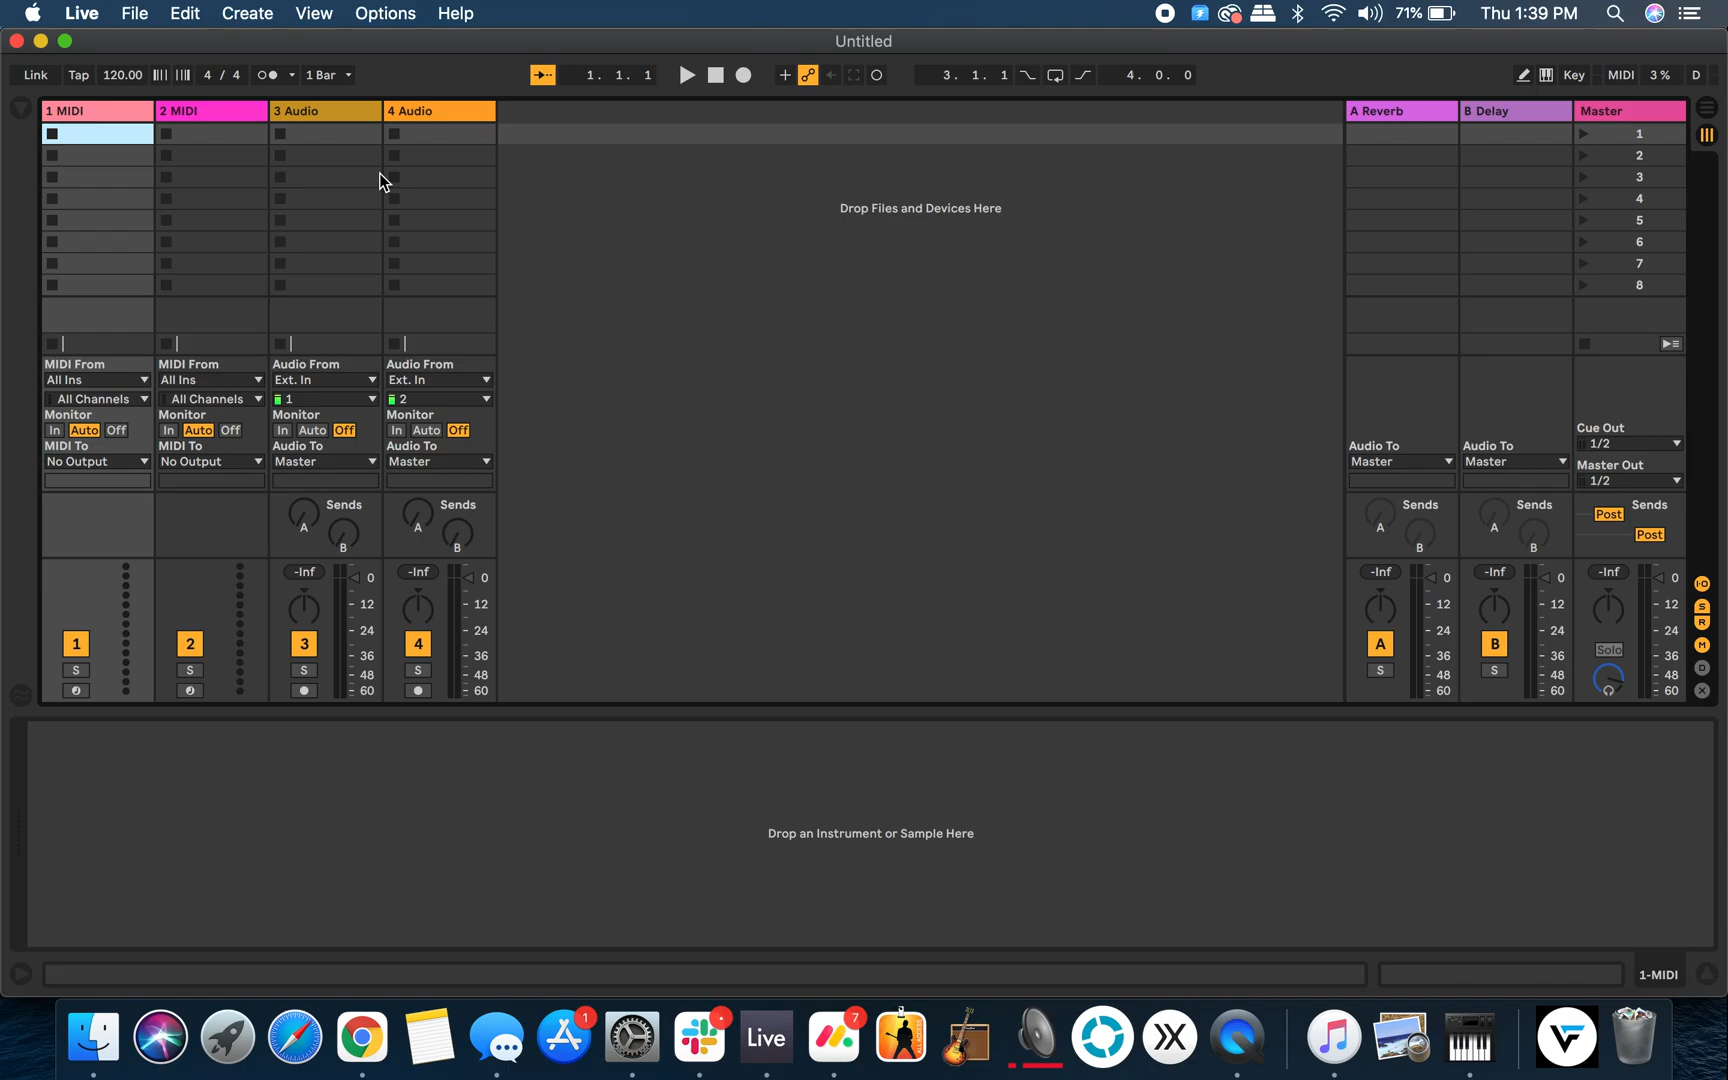 Live File Edit Create View Options Help 71% Thu 1:39 PM
Untitled
Link Tap 120.00 4 / 4 1 Bar 1. 1. 1 3. 1. 1 4. 0. 0 Key MIDI 3% D
1 MIDI 2 MIDI 3 Audio 4 Audio A Reverb B Delay Master
1
2
Drop Files and Devices Here
3
4
5
6
7
8
MIDI From MIDI From Audio From Audio From
All Ins All Ins Ext. In Ext. In
All Channels All Channels 1 2
Monitor Monitor Monitor Monitor
In Auto Off In Auto Off In Auto Off In Auto Off
Cue Out
1/2
MIDI To MIDI To Audio To Audio To Audio To Audio To
No Output No Output Master Master Master Master
Master Out
1/2
Sends Sends Sends Sends Sends
A A A A Post
B B B B Post
-Inf -Inf -Inf -Inf -Inf
0 0 0 0 0
12 12 12 12 12
24 24 24 24 24
1 2 3 4 A B Solo
36 36 36 36 36
S S S S S S
48 48 48 48 48
60 60 60 60 60
I-O
S
R
M
D
X
Drop an Instrument or Sample Here
1-MIDI
1 Live 7